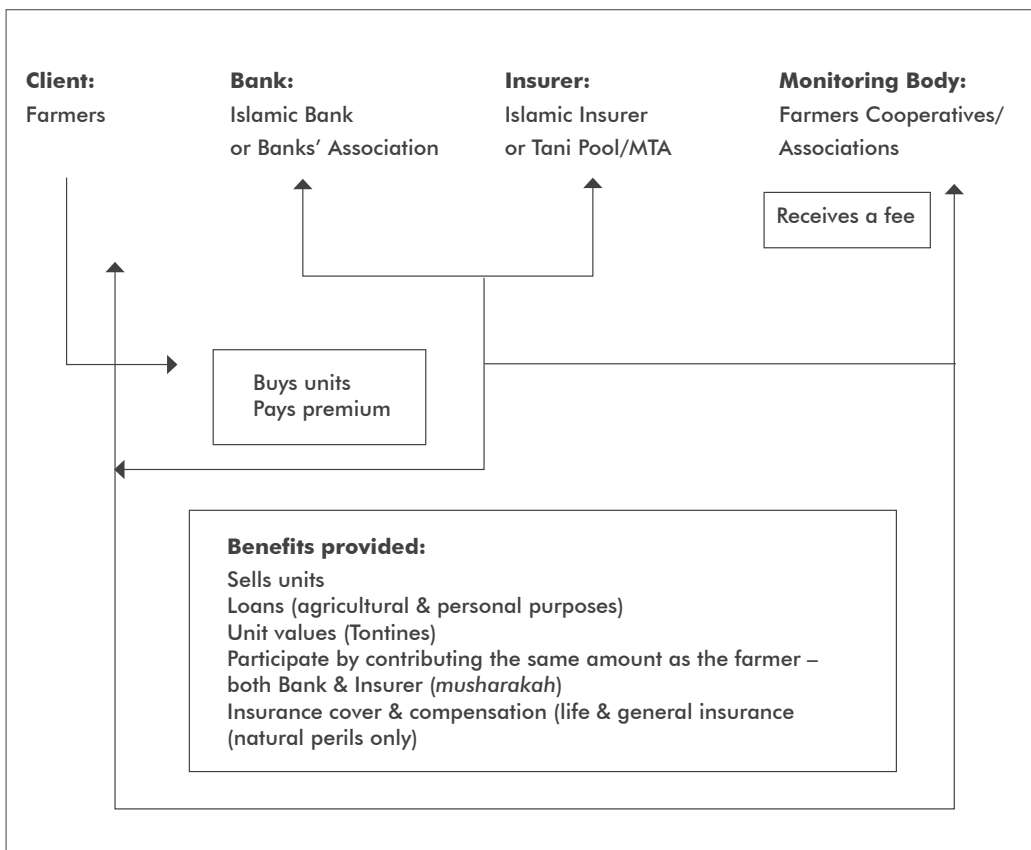 Client:
Farmers
Bank:
Islamic Bank
or Banks’ Association
Insurer:
Islamic Insurer
or Tani Pool/MTA
Monitoring Body:
Farmers Cooperatives/
Associations
Receives a fee
Buys units
Pays premium
Benefits provided:
Sells units
Loans (agricultural & personal purposes)
Unit values (Tontines)
Participate by contributing the same amount as the farmer –
both Bank & Insurer (musharakah)
Insurance cover & compensation (life & general insurance
(natural perils only)